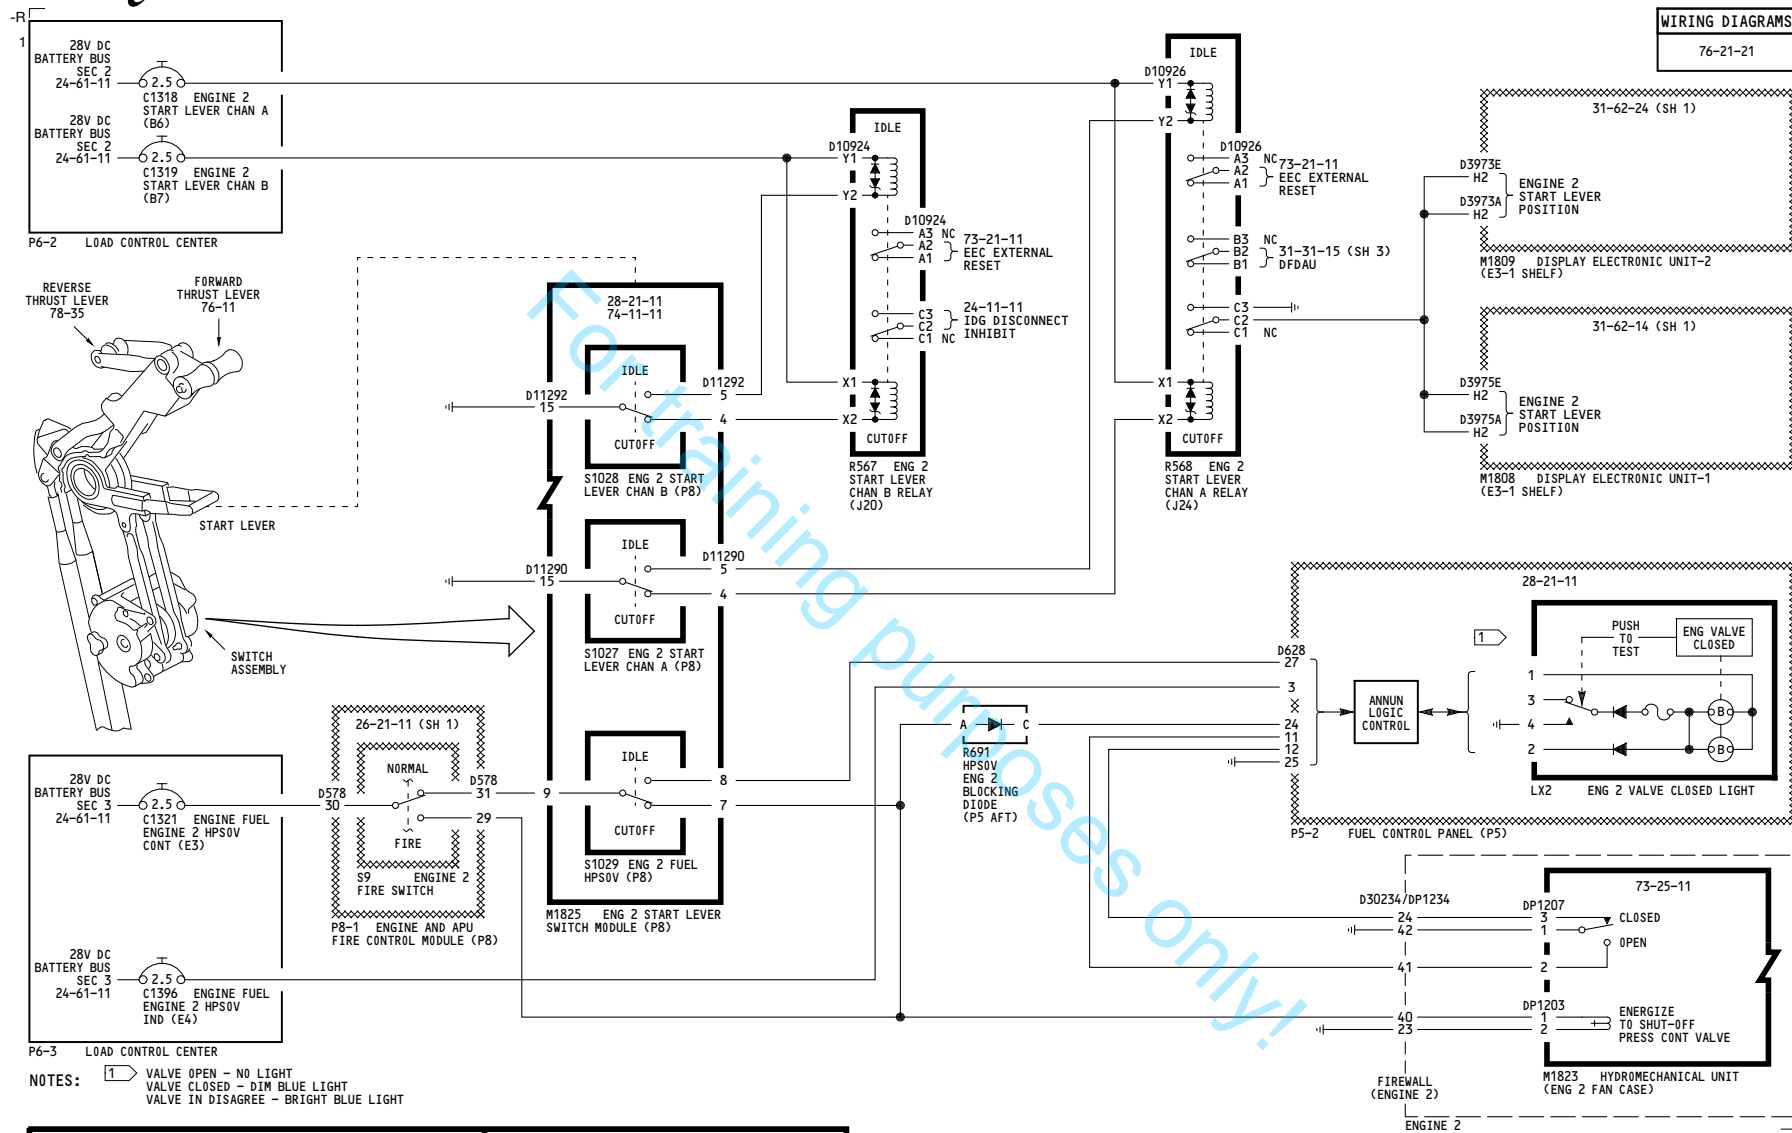 -R
1
28V DC
BATTERY BUS
SEC 2
24-61-11
2.5
C1318 ENGINE 2
START LEVER CHAN A
(B6)
28V DC
BATTERY BUS
SEC 2
24-61-11
2.5
C1319 ENGINE 2
START LEVER CHAN B
(B7)
P6-2 LOAD CONTROL CENTER
REVERSE
THRUST LEVER
78-35
FORWARD
THRUST LEVER
76-11
START LEVER
SWITCH
ASSEMBLY
28V DC
BATTERY BUS
SEC 3
24-61-11
2.5
C1321 ENGINE FUEL
ENGINE 2 HPSOV
CONT (E3)
28V DC
BATTERY BUS
SEC 3
24-61-11
2.5
C1396 ENGINE FUEL
ENGINE 2 HPSOV
IND (E4)
P6-3 LOAD CONTROL CENTER
26-21-11 (SH 1)
NORMAL
FIRE
D578
30
D578
31
29
S9 ENGINE 2
FIRE SWITCH
P8-1 ENGINE AND APU
FIRE CONTROL MODULE (P8)
28-21-11
74-11-11
IDLE
CUTOFF
D11292
15
D11292
5
4
S1028 ENG 2 START
LEVER CHAN B (P8)
IDLE
CUTOFF
D11290
15
D11290
5
4
S1027 ENG 2 START
LEVER CHAN A (P8)
IDLE
CUTOFF
9
8
7
S1029 ENG 2 FUEL
HPSOV (P8)
M1825 ENG 2 START LEVER
SWITCH MODULE (P8)
IDLE
D10924
Y1
Y2
D10924
A3 NC
A2
A1
73-21-11
EEC EXTERNAL
RESET
C3
C2
C1 NC
24-11-11
IDG DISCONNECT
INHIBIT
X1
X2
CUTOFF
R567 ENG 2
START LEVER
CHAN B RELAY
(J20)
IDLE
D10926
Y1
Y2
D10926
A3 NC
A2
A1
73-21-11
EEC EXTERNAL
RESET
B3 NC
B2
B1
31-31-15 (SH 3)
DFDAU
C3
C2
C1 NC
X1
X2
CUTOFF
R568 ENG 2
START LEVER
CHAN A RELAY
(J24)
WIRING DIAGRAMS
76-21-21
31-62-24 (SH 1)
D3973E
H2
D3973A
H2
ENGINE 2
START LEVER
POSITION
M1809 DISPLAY ELECTRONIC UNIT-2
(E3-1 SHELF)
31-62-14 (SH 1)
D3975E
H2
D3975A
H2
ENGINE 2
START LEVER
POSITION
M1808 DISPLAY ELECTRONIC UNIT-1
(E3-1 SHELF)
A C
R691
HPSOV
ENG 2
BLOCKING
DIODE
(P5 AFT)
28-21-11
D628
27
3
24
11
12
25
ANNUN
LOGIC
CONTROL
1
PUSH
TO
TEST
ENG VALVE
CLOSED
1
3
4
2
B
B
LX2 ENG 2 VALVE CLOSED LIGHT
P5-2 FUEL CONTROL PANEL (P5)
73-25-11
D30234/DP1234
24
42
41
40
23
DP1207
3
1
2
CLOSED
OPEN
DP1203
1
2
ENERGIZE
TO SHUT-OFF
PRESS CONT VALVE
M1823 HYDROMECHANICAL UNIT
(ENG 2 FAN CASE)
FIREWALL
(ENGINE 2)
ENGINE 2
NOTES:
1 VALVE OPEN – NO LIGHT
VALVE CLOSED – DIM BLUE LIGHT
VALVE IN DISAGREE – BRIGHT BLUE LIGHT
For training purposes only!